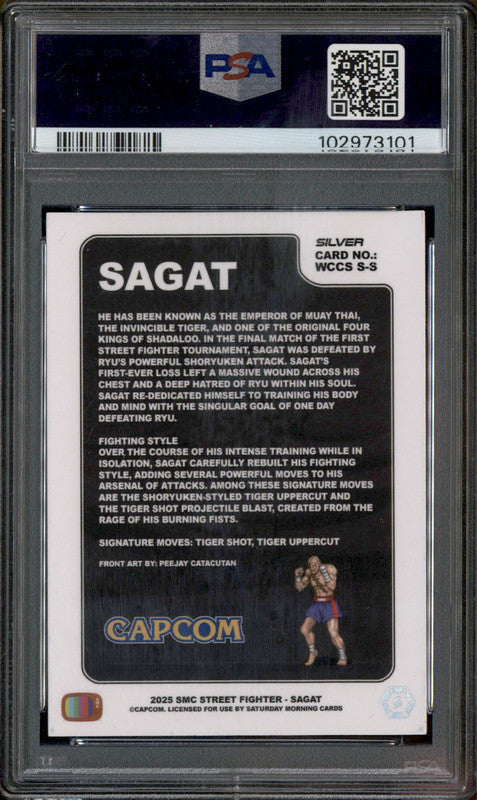 PSA
102973101
SILVER
CARD NO.:
WCCS S-S
SAGAT
HE HAS BEEN KNOWN AS THE EMPEROR OF MUAY THAI,
THE INVINCIBLE TIGER, AND ONE OF THE ORIGINAL FOUR
KINGS OF SHADALOO. IN THE FINAL MATCH OF THE FIRST
STREET FIGHTER TOURNAMENT, SAGAT WAS DEFEATED BY
RYU'S POWERFUL SHORYUKEN ATTACK. SAGAT'S
FIRST-EVER LOSS LEFT A MASSIVE WOUND ACROSS HIS
CHEST AND A DEEP HATRED OF RYU WITHIN HIS SOUL.
SAGAT RE-DEDICATED HIMSELF TO TRAINING HIS BODY
AND MIND WITH THE SINGULAR GOAL OF ONE DAY
DEFEATING RYU.
FIGHTING STYLE
OVER THE COURSE OF HIS INTENSE TRAINING WHILE IN
ISOLATION, SAGAT CAREFULLY REBUILT HIS FIGHTING
STYLE, ADDING SEVERAL POWERFUL MOVES TO HIS
ARSENAL OF ATTACKS. AMONG THESE SIGNATURE MOVES
ARE THE SHORYUKEN-STYLED TIGER UPPERCUT AND
THE TIGER SHOT PROJECTILE BLAST, CREATED FROM THE
RAGE OF HIS BURNING FISTS.
SIGNATURE MOVES: TIGER SHOT, TIGER UPPERCUT
FRONT ART BY: PEEJAY CATACUTAN
CAPCOM
2025 SMC STREET FIGHTER - SAGAT
©CAPCOM. LICENSED FOR USE BY SATURDAY MORNING CARDS
PSA